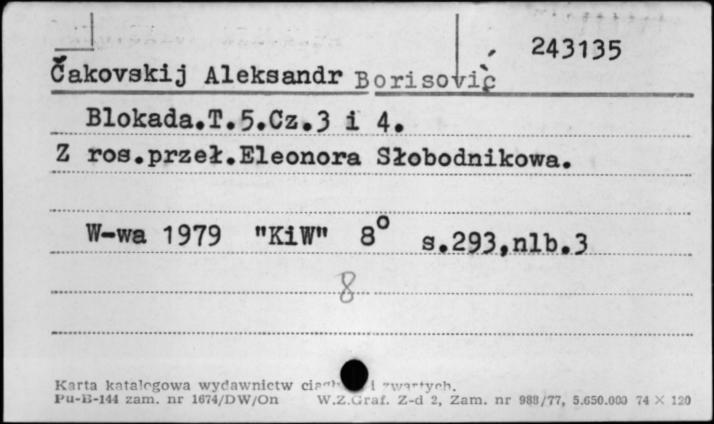 243135
Čakovskij Aleksandr Borisovič
Blokada.T.5.Cz.3 i 4.
Z ros.przeł.Eleonora Słobodnikowa.
W-wa 1979 "KiW" 8° s.293,nlb.3
8
Karta katalogowa wydawnictw i zwartych.
Pu-B-144 zam. nr 1674/DW/On W.Z.Graf. Z-d 2, Zam. nr 988/77, 5.650.000 74 × 120